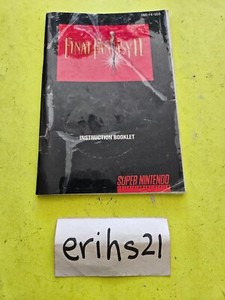 FINAL FANTASY II
INSTRUCTION BOOKLET
SUPER NINTENDO
erihs21